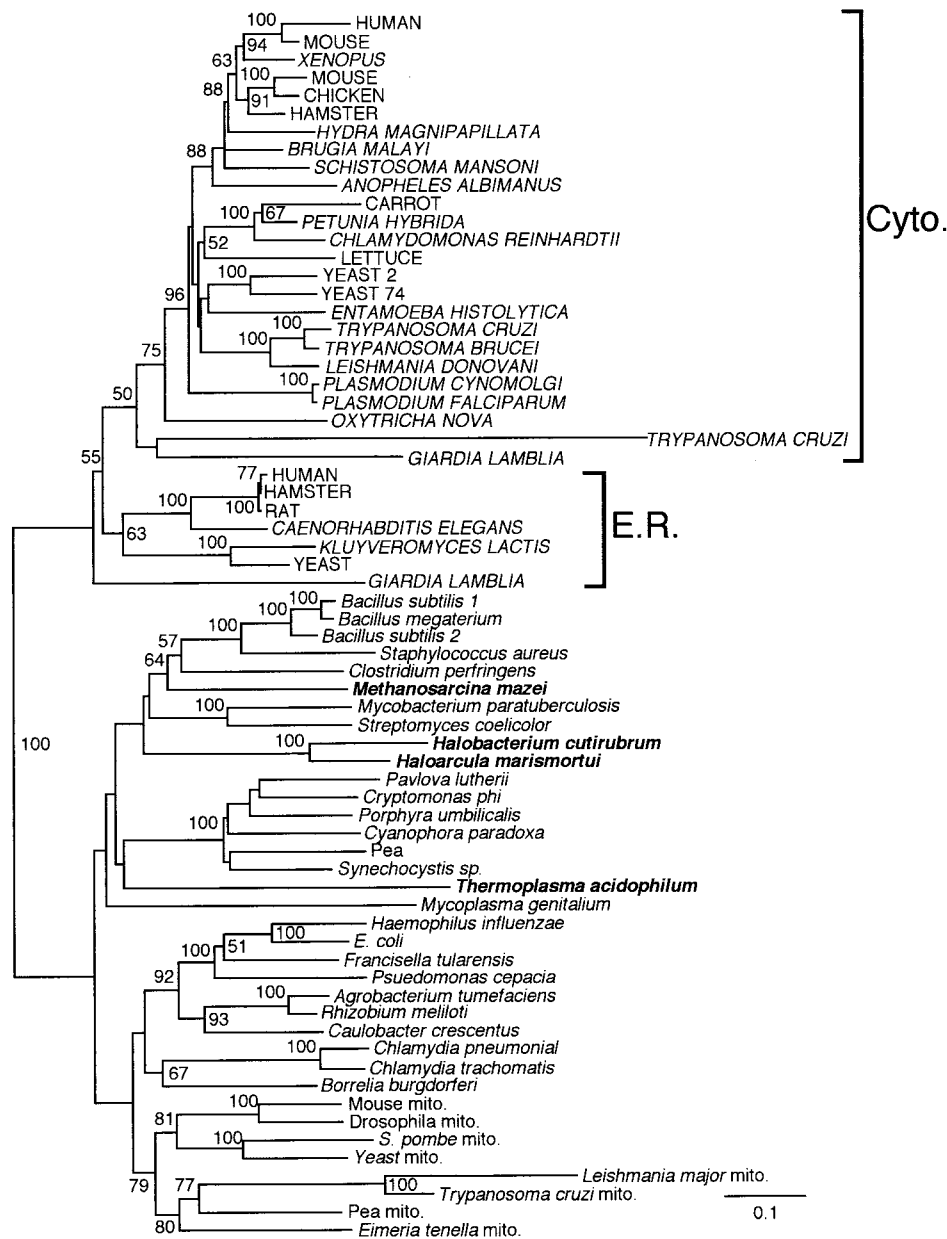 100 HUMAN
94 MOUSE
63 XENOPUS
100 MOUSE
88 91 CHICKEN
HAMSTER
HYDRA MAGNIPAPILLATA
88 BRUGIA MALAYI
SCHISTOSOMA MANSONI
ANOPHELES ALBIMANUS
CARROT
100 67 PETUNIA HYBRIDA
Cyto.
CHLAMYDOMONAS REINHARDTII
52 LETTUCE
100 YEAST 2
96 YEAST 74
ENTAMOEBA HISTOLYTICA
100 TRYPANOSOMA CRUZI
100 TRYPANOSOMA BRUCEI
75 LEISHMANIA DONOVANI
100 PLASMODIUM CYNOMOLGI
50 PLASMODIUM FALCIPARUM
OXYTRICHA NOVA
TRYPANOSOMA CRUZI
55 GIARDIA LAMBLIA
77 HUMAN
HAMSTER
100 100 RAT
CAENORHABDITIS ELEGANS
E.R.
63 100 KLUYVEROMYCES LACTIS
YEAST
GIARDIA LAMBLIA
100 Bacillus subtilis 1
100 Bacillus megaterium
100 Bacillus subtilis 2
57 Staphylococcus aureus
64 Clostridium perfringens
Methanosarcina mazei
100 Mycobacterium paratuberculosis
Streptomyces coelicolor
100 100 Halobacterium cutirubrum
Haloarcula marismortui
Pavlova lutherii
Cryptomonas phi
100 Porphyra umbilicalis
Cyanophora paradoxa
Pea
Synechocystis sp.
Thermoplasma acidophilum
Mycoplasma genitalium
Haemophilus influenzae
100 51 100 E. coli
Francisella tularensis
92 Psuedomonas cepacia
100 Agrobacterium tumefaciens
93 Rhizobium meliloti
Caulobacter crescentus
100 Chlamydia pneumonial
67 Chlamydia trachomatis
Borrelia burgdorferi
100 Mouse mito.
81 Drosophila mito.
100 S. pombe mito.
Yeast mito.
79 77 Leishmania major mito.
100 Trypanosoma cruzi mito.
Pea mito.
80 Eimeria tenella mito.
0.1